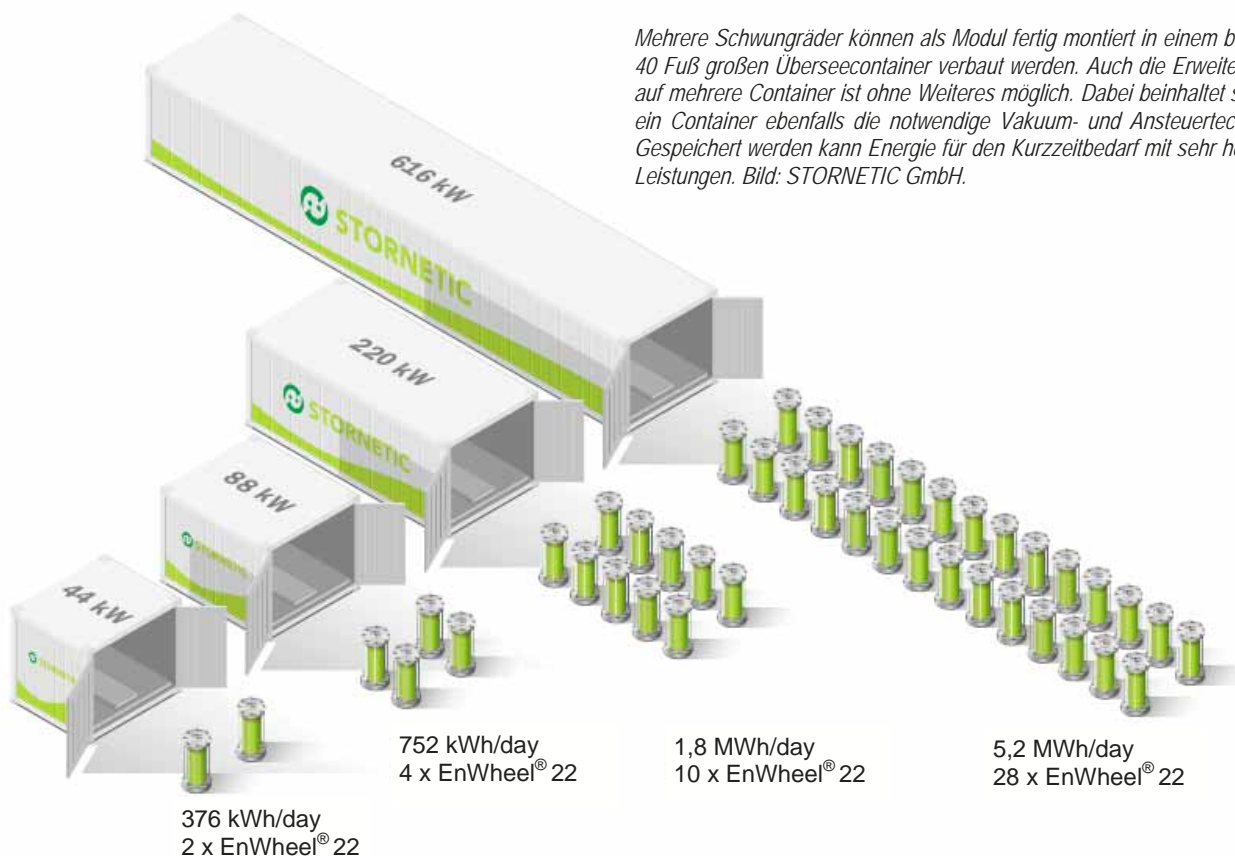 Mehrere Schwungräder können als Modul fertig montiert in einem b
40 Fuß großen Überseecontainer verbaut werden. Auch die Erweite
auf mehrere Container ist ohne Weiteres möglich. Dabei beinhaltet s
ein Container ebenfalls die notwendige Vakuum- und Ansteuertec
Gespeichert werden kann Energie für den Kurzzeitbedarf mit sehr h
Leistungen. Bild: STORNETIC GmbH.
616 kW
STORNETIC
220 kW
STORNETIC
88 kW
STORNETIC
44 kW
STORNETIC
376 kWh/day
2 x EnWheel® 22
752 kWh/day
4 x EnWheel® 22
1,8 MWh/day
10 x EnWheel® 22
5,2 MWh/day
28 x EnWheel® 22